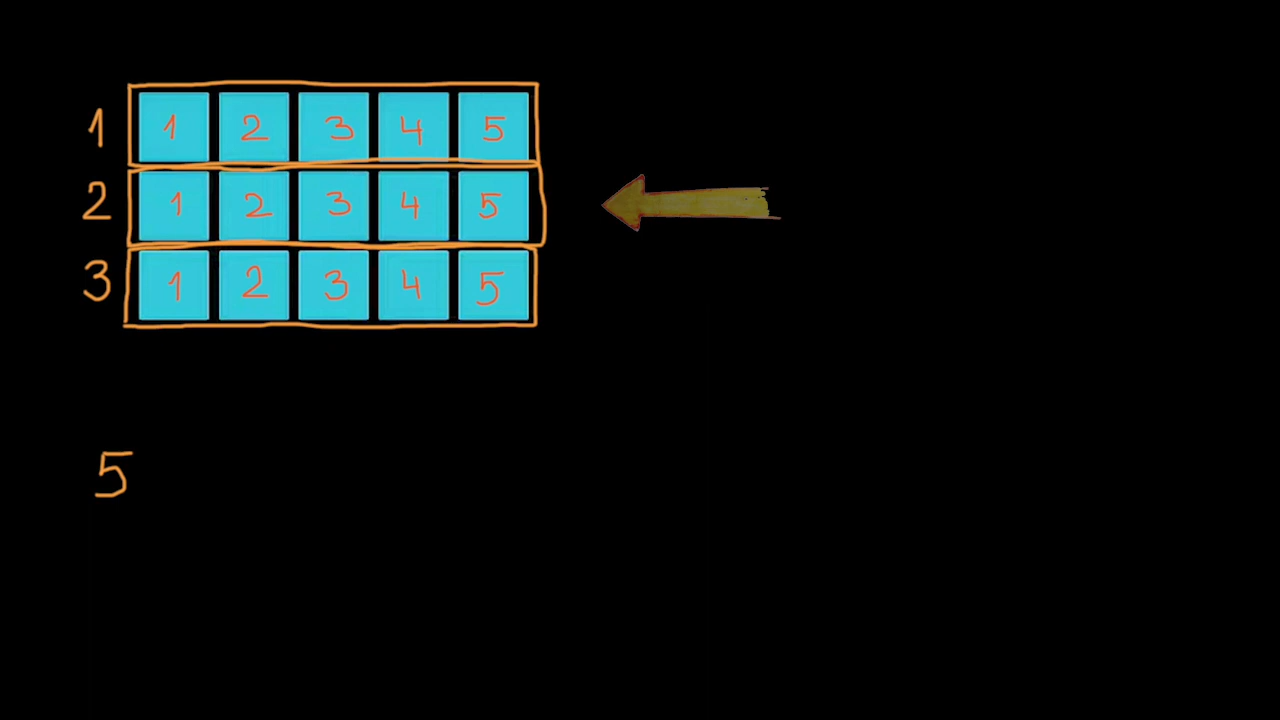 1 1 2 3 4 5
2 1 2 3 4 5
3 1 2 3 4 5
5